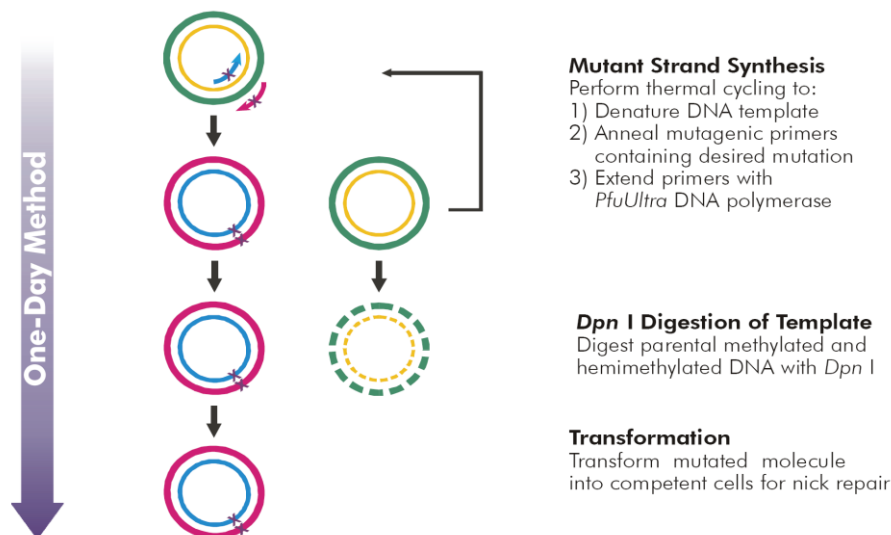 One-Day Method
Mutant Strand Synthesis
Perform thermal cycling to:
1) Denature DNA template
2) Anneal mutagenic primers
containing desired mutation
3) Extend primers with
PfuUltra DNA polymerase
Dpn I Digestion of Template
Digest parental methylated and
hemimethylated DNA with Dpn I
Transformation
Transform mutated molecule
into competent cells for nick repair